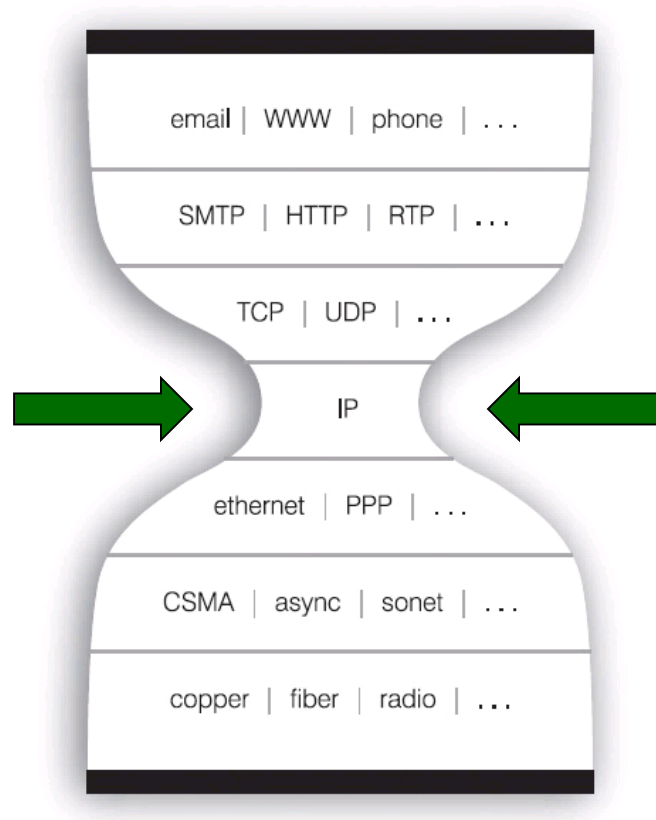 email | WWW | phone | ...
SMTP | HTTP | RTP | ...
TCP | UDP | ...
IP
ethernet | PPP | ...
CSMA | async | sonet | ...
copper | fiber | radio | ...